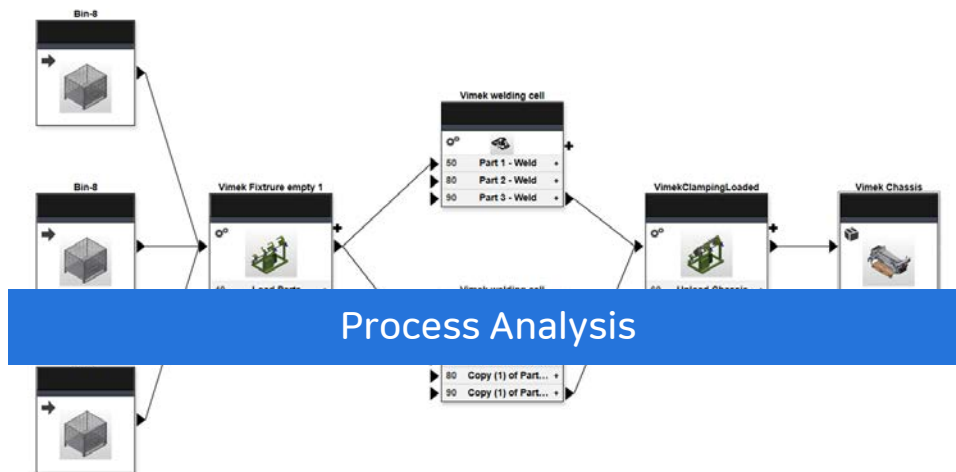 Bin-8
Vimek welding cell
50 Part 1 - Weld +
80 Part 2 - Weld +
90 Part 3 - Weld +
Bin-8
Vimek Fixtrure empty 1
VimekClampingLoaded
Vimek Chassis
Process Analysis
80 Copy (1) of Part... +
90 Copy (1) of Part... +